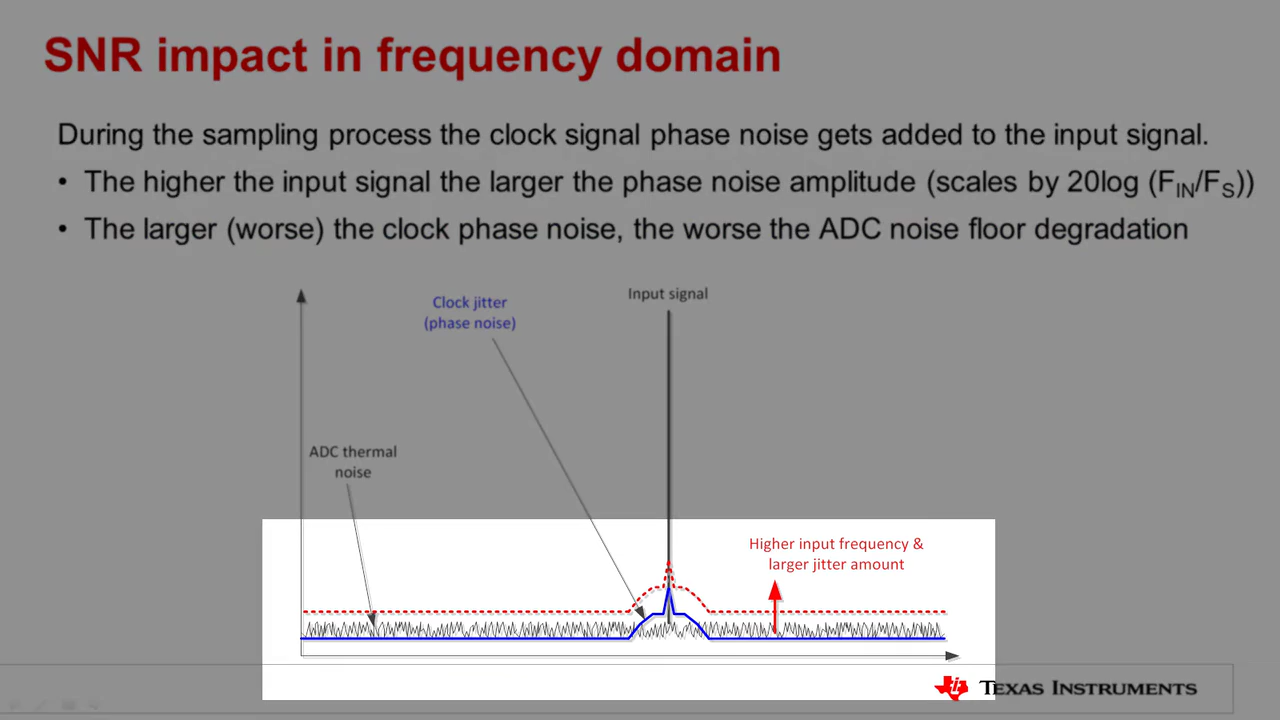 SNR impact in frequency domain
During the sampling process the clock signal phase noise gets added to the input signal.
• The higher the input signal the larger the phase noise amplitude (scales by 20log (FIN/FS))
• The larger (worse) the clock phase noise, the worse the ADC noise floor degradation
Clock jitter
(phase noise)
Input signal
ADC thermal
noise
Higher input frequency &
larger jitter amount
TEXAS INSTRUMENTS